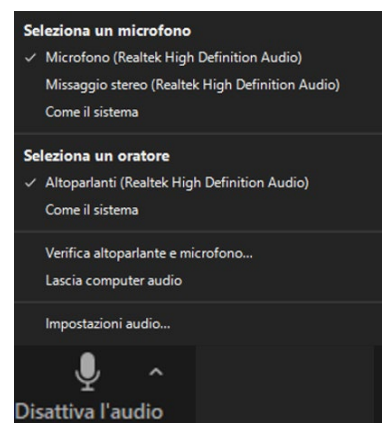 Seleziona un microfono
Microfono (Realtek High Definition Audio)
Missaggio stereo (Realtek High Definition Audio)
Come il sistema
Seleziona un oratore
Altoparlanti (Realtek High Definition Audio)
Come il sistema
Verifica altoparlante e microfono...
Lascia computer audio
Impostazioni audio...
Disattiva l'audio